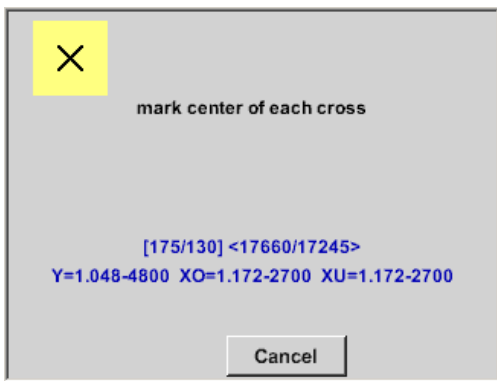 mark center of each cross
[175/130] <17660/17245>
Y=1.048-4800 XO=1.172-2700 XU=1.172-2700
Cancel